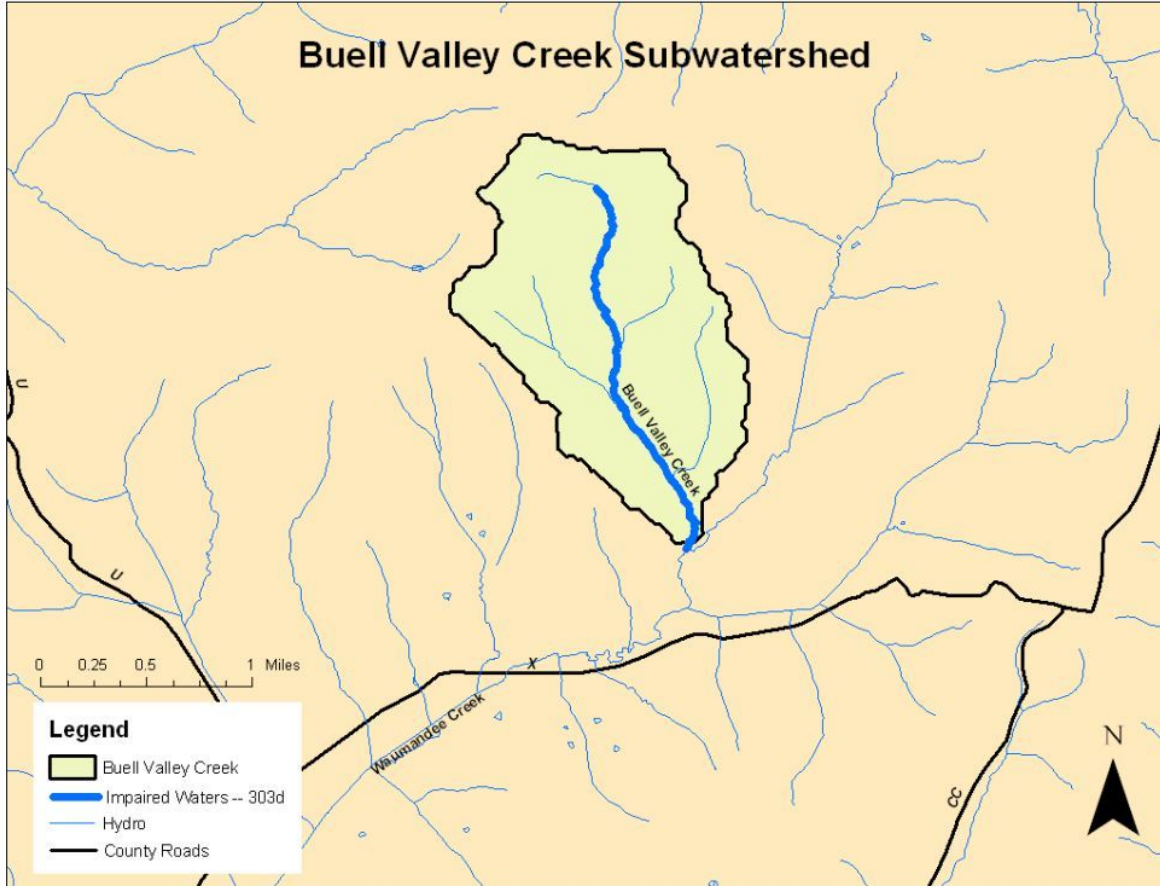 Buell Valley Creek Subwatershed
U
Buell Valley Creek
U
X
0 0.25 0.5 1 Miles
Waumandee Creek
N
CC
Legend
Buell Valley Creek
Impaired Waters -- 303d
Hydro
County Roads